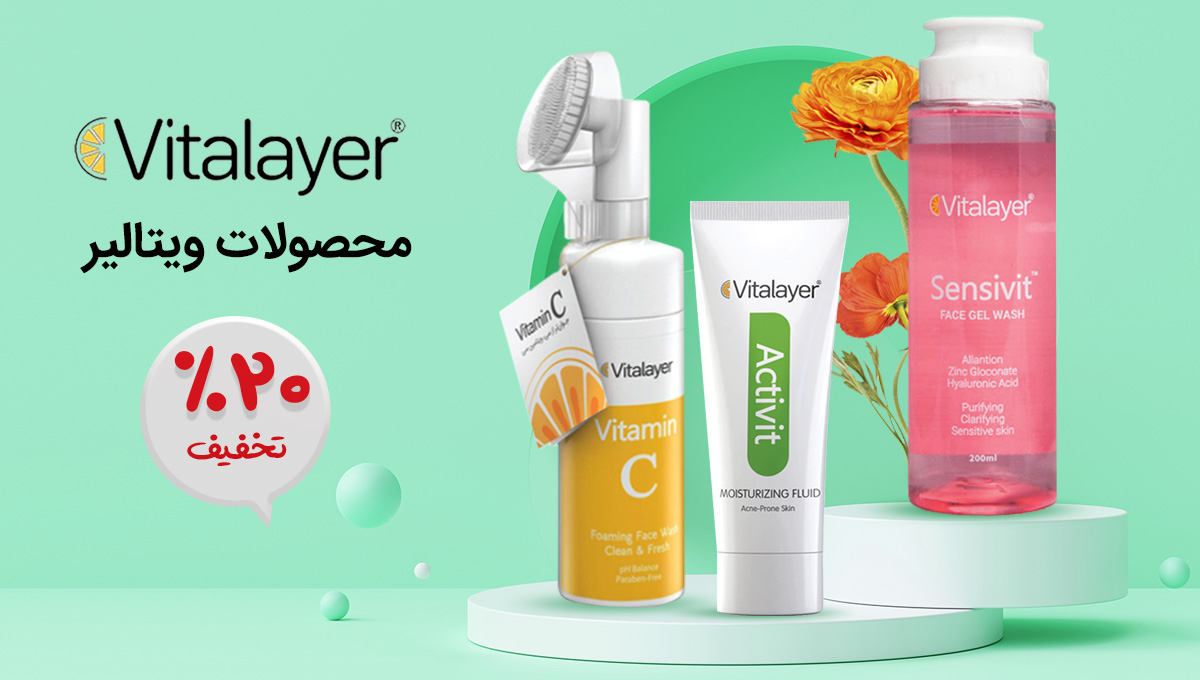 Vitalayer®
محصولات ویتالیر
٪۲۰
تخفیف
Vitamin C
Vitalayer
Vitamin
C
Foaming Face Wash
Clean & Fresh
pH Balance
Paraben-Free
Vitalayer®
Activit
MOISTURIZING FLUID
Acne-Prone Skin
Vitalayer®
Sensivit™
FACE GEL WASH
Allantion
Zinc Gloconate
Hyaluronic Acid
Purifying
Clarifying
Sensitive skin
200ml